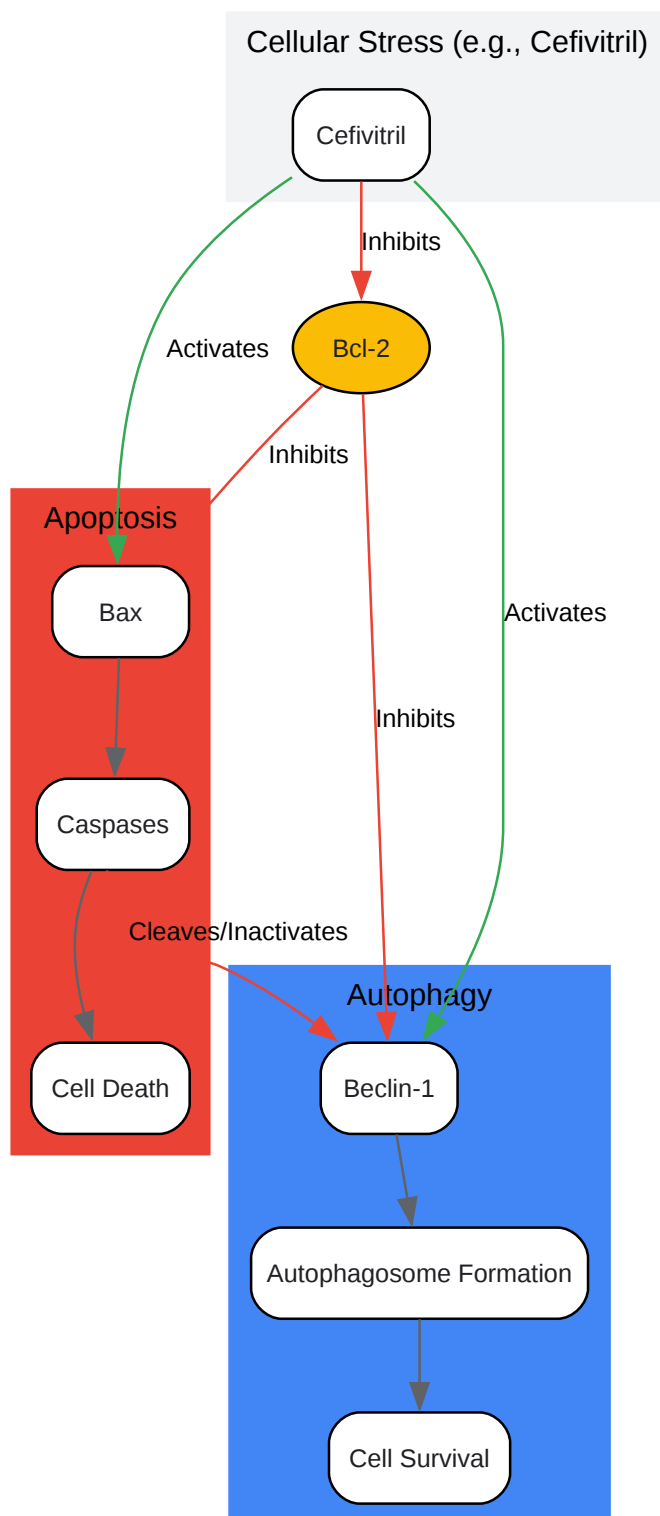 Cellular Stress (e.g., Cefivitril)
Cefivitril
Inhibits
Activates
Bcl-2
Inhibits
Apoptosis
Bax
Activates
Inhibits
Caspases
Cleaves/Inactivates
Autophagy
Cell Death
Beclin-1
Autophagosome Formation
Cell Survival